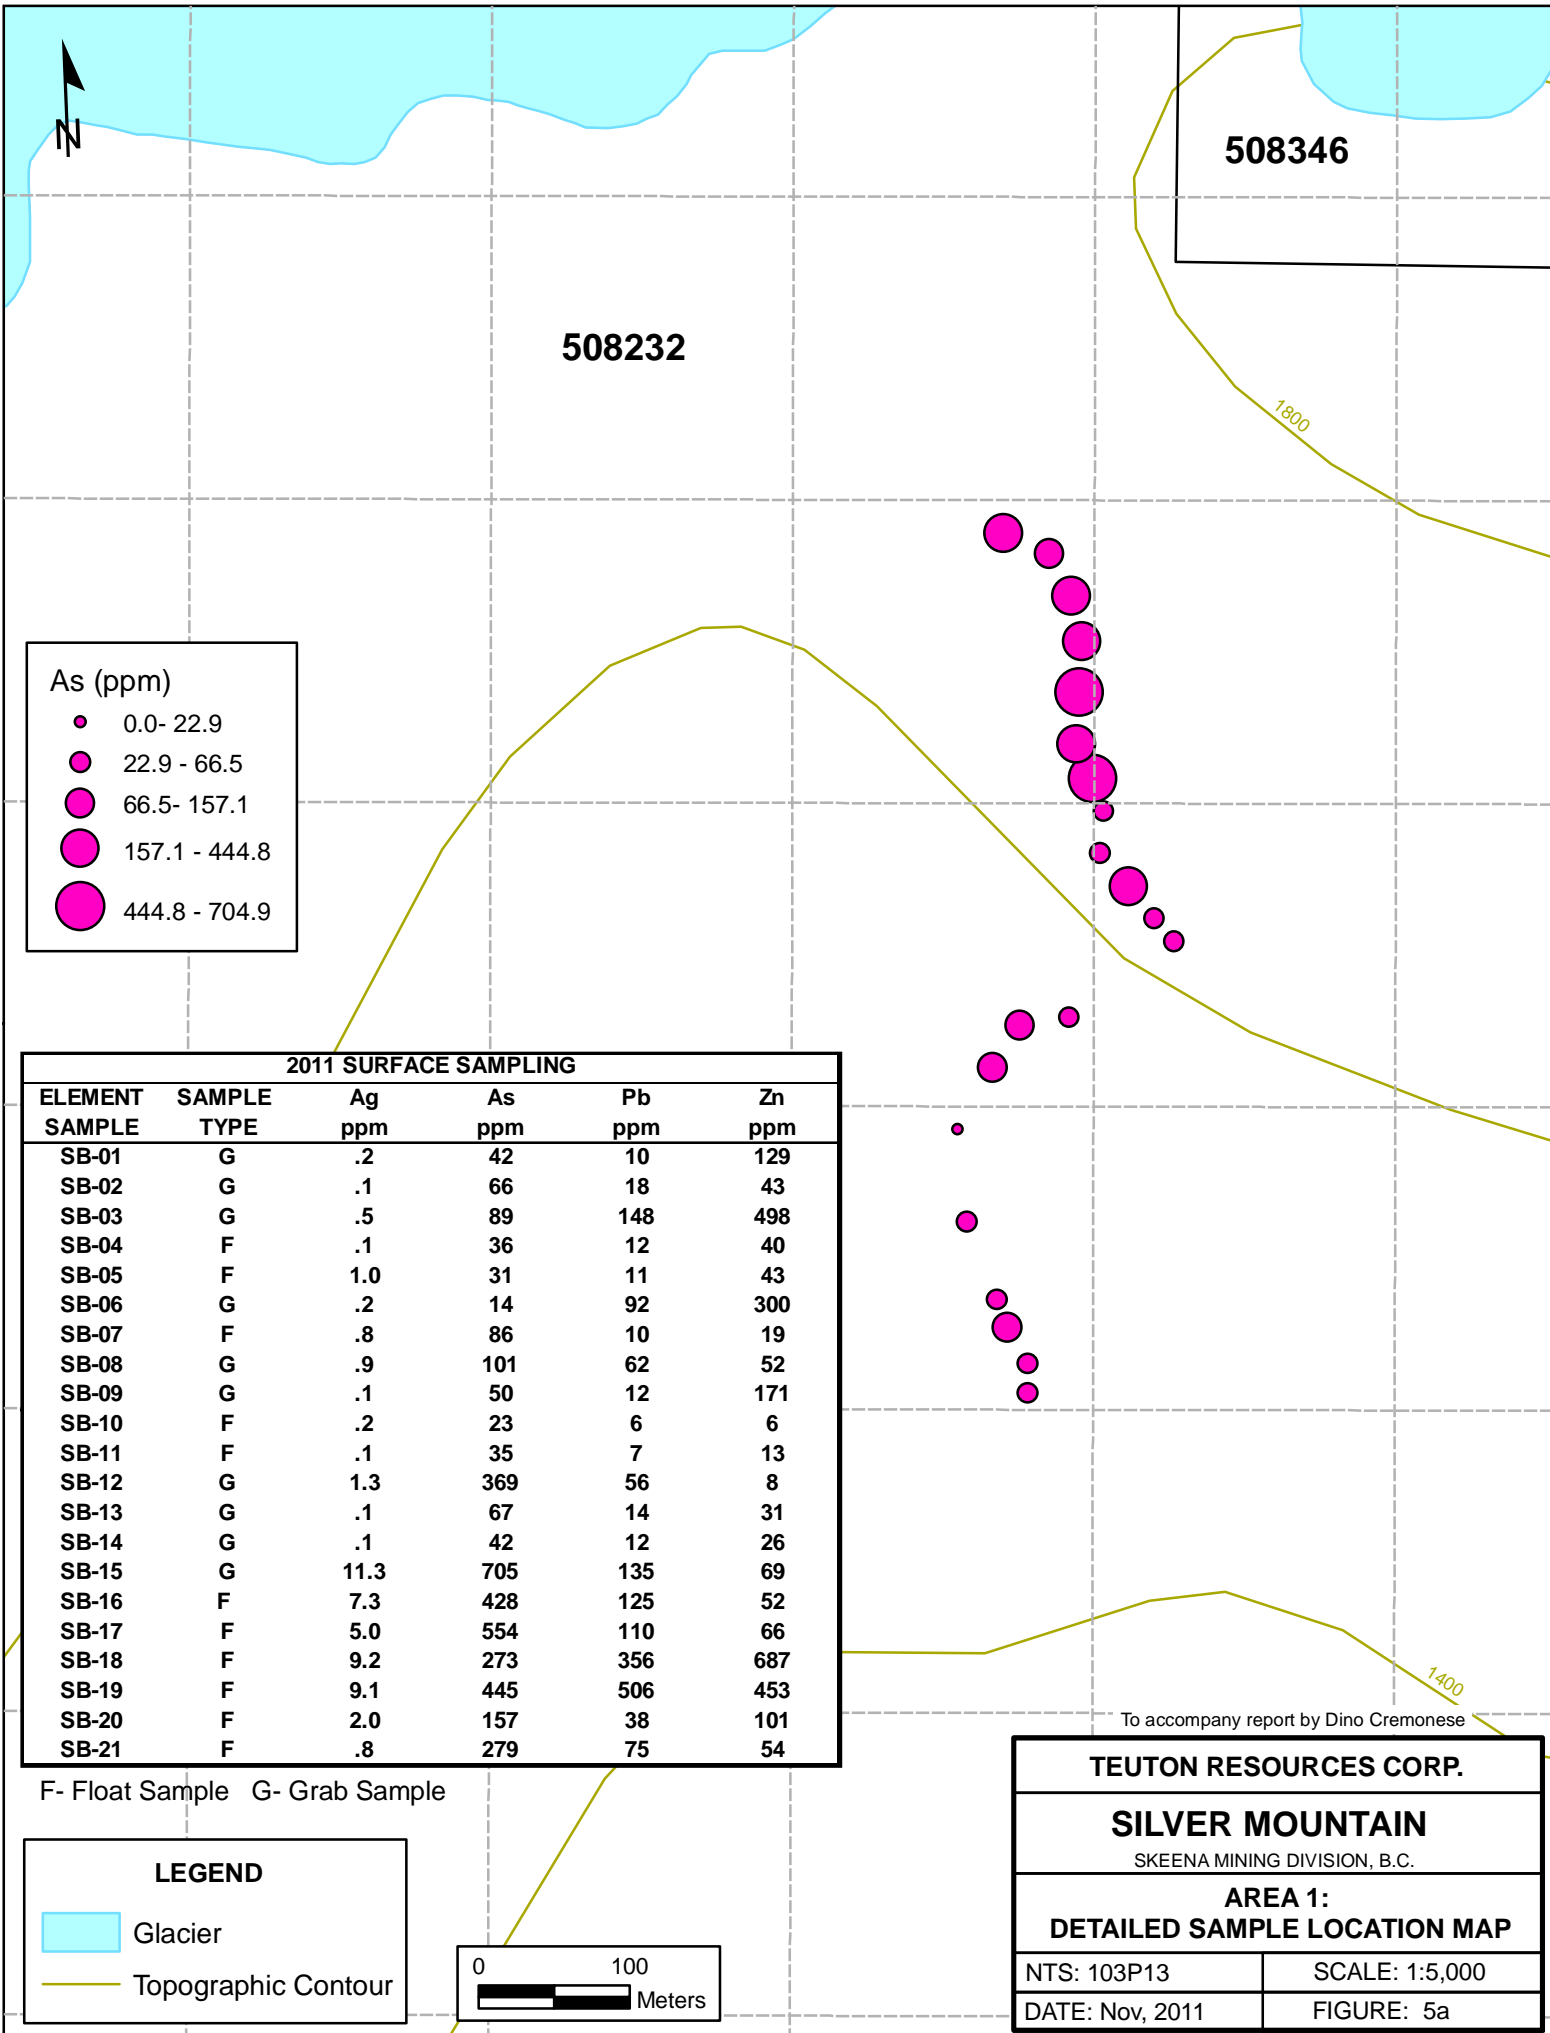 N
508346
508232
1800
As (ppm)
0.0- 22.9
22.9 - 66.5
66.5- 157.1
157.1 - 444.8
444.8 - 704.9
2011 SURFACE SAMPLING
ELEMENT SAMPLE Ag As Pb Zn
SAMPLE TYPE ppm ppm ppm ppm
SB-01 G .2 42 10 129
SB-02 G .1 66 18 43
SB-03 G .5 89 148 498
SB-04 F .1 36 12 40
SB-05 F 1.0 31 11 43
SB-06 G .2 14 92 300
SB-07 F .8 86 10 19
SB-08 G .9 101 62 52
SB-09 G .1 50 12 171
SB-10 F .2 23 6 6
SB-11 F .1 35 7 13
SB-12 G 1.3 369 56 8
SB-13 G .1 67 14 31
SB-14 G .1 42 12 26
SB-15 G 11.3 705 135 69
SB-16 F 7.3 428 125 52
SB-17 F 5.0 554 110 66
SB-18 F 9.2 273 356 687
SB-19 F 9.1 445 506 453
SB-20 F 2.0 157 38 101
SB-21 F .8 279 75 54
F- Float Sample G- Grab Sample
1400
LEGEND
Glacier
Topographic Contour
0 100
Meters
To accompany report by Dino Cremonese
TEUTON RESOURCES CORP.
SILVER MOUNTAIN
SKEENA MINING DIVISION, B.C.
AREA 1:
DETAILED SAMPLE LOCATION MAP
NTS: 103P13 SCALE: 1:5,000
DATE: Nov, 2011 FIGURE: 5a